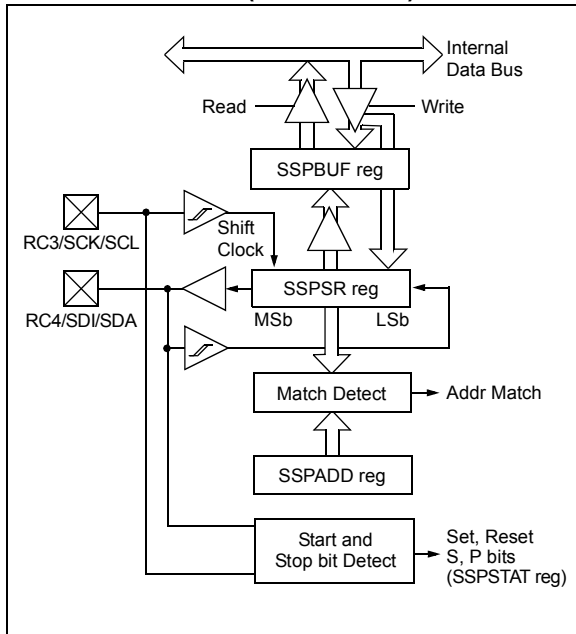 Internal
Data Bus
Read
Write
SSPBUF reg
RC3/SCK/SCL
Shift
Clock
SSPSR reg
MSb
LSb
RC4/SDI/SDA
Match Detect
Addr Match
SSPADD reg
Start and
Stop bit Detect
Set, Reset
S, P bits
(SSPSTAT reg)